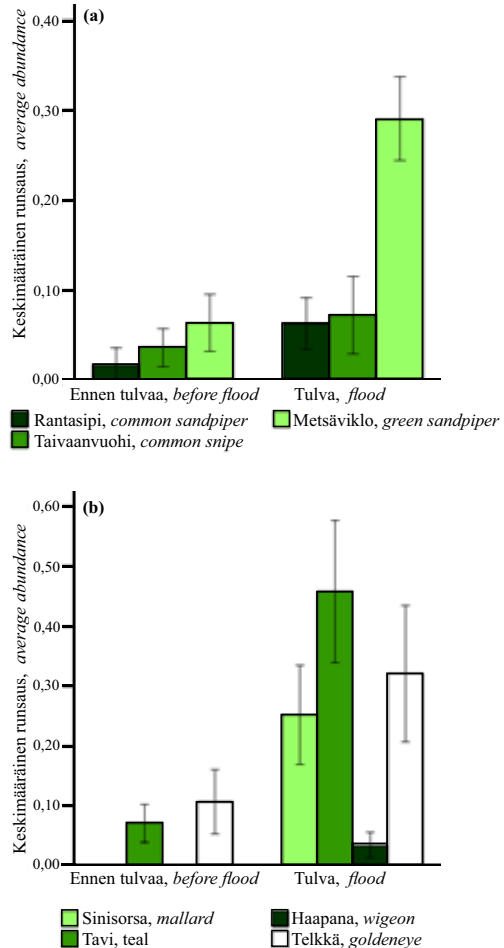 (a)
Keskimääräinen runsaus, average abundance
0,40
0,30
0,20
0,10
0,00
Ennen tulvaa, before flood
Tulva, flood
Rantasipi, common sandpiper
Metsäviklo, green sandpiper
Taivaanvuohi, common snipe
(b)
Keskimääräinen runsaus, average abundance
0,60
0,50
0,40
0,30
0,20
0,10
0,00
Ennen tulvaa, before flood
Tulva, flood
Sinisorsa, mallard
Haapana, wigeon
Tavi, teal
Telkkä, goldeneye